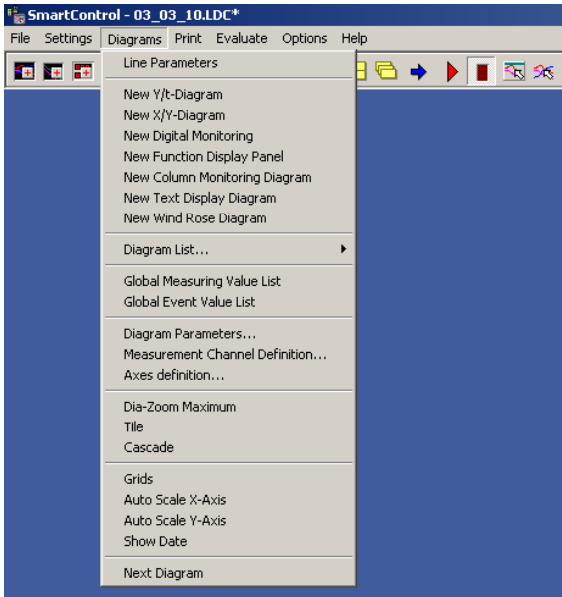 SmartControl - 03_03_10.LDC*
File Settings Diagrams Print Evaluate Options Help
Line Parameters
New Y/t-Diagram
New X/Y-Diagram
New Digital Monitoring
New Function Display Panel
New Column Monitoring Diagram
New Text Display Diagram
New Wind Rose Diagram
Diagram List...
Global Measuring Value List
Global Event Value List
Diagram Parameters...
Measurement Channel Definition...
Axes definition...
Dia-Zoom Maximum
Tile
Cascade
Grids
Auto Scale X-Axis
Auto Scale Y-Axis
Show Date
Next Diagram